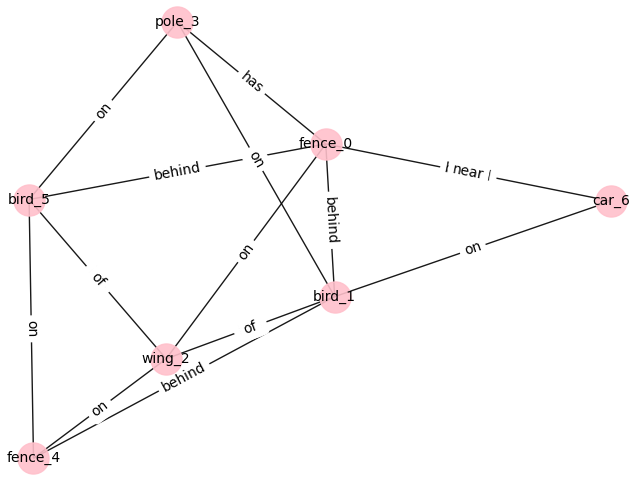 pole_3
has
on
on
fence_0
behind
I near |
bird_5
car_6
behind
on
on
of
bird_1
on
of
wing_2
behind
on
fence_4